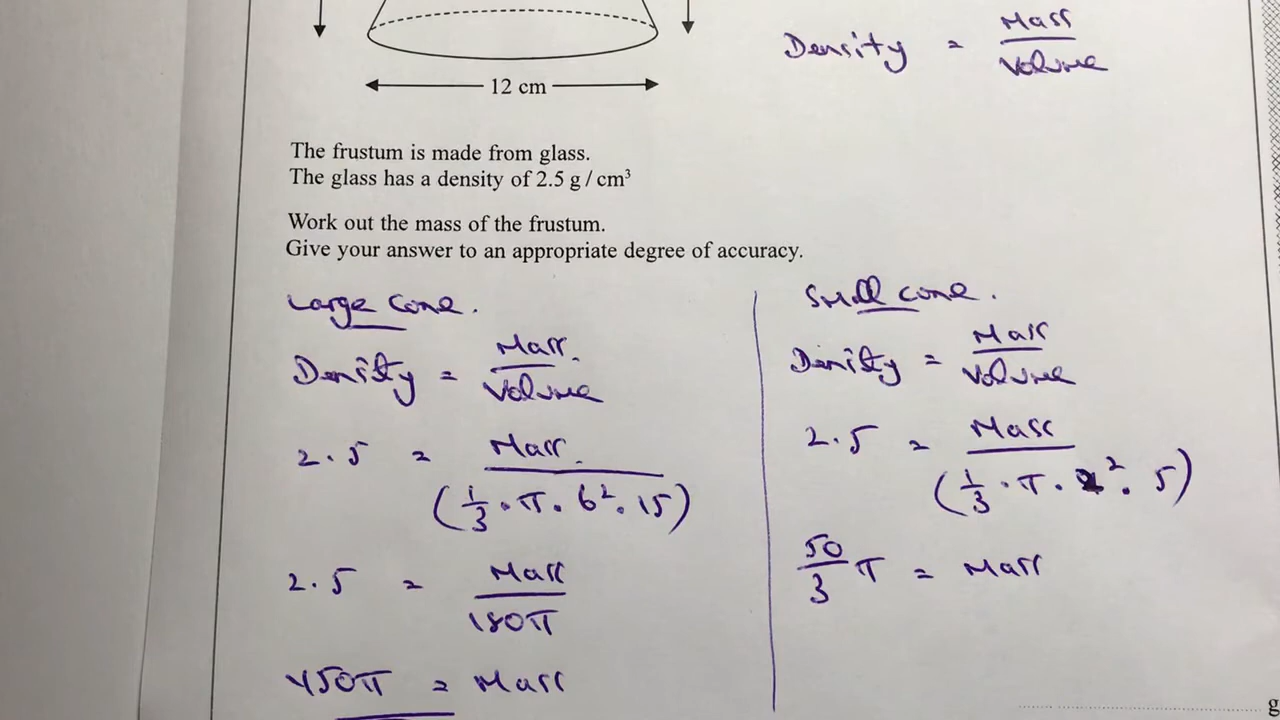 Density = Mass / Volume
12 cm
The frustum is made from glass.
The glass has a density of 2.5 g / cm³
Work out the mass of the frustum.
Give your answer to an appropriate degree of accuracy.
Large Cone.
Density = Mass / Volume
2.5 = Mass / (1/3 · π · 6² · 15)
2.5 = Mass / 180π
450π = Mass
Small cone.
Density = Mass / Volume
2.5 = Mass / (1/3 · π · 2² · 5)
50/3 π = Mass
g